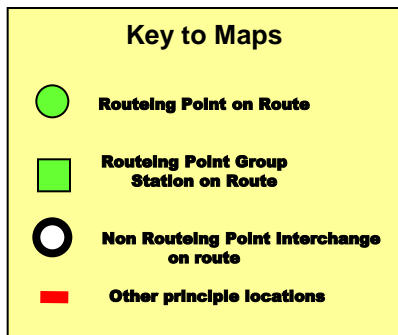 Key to Maps
Routeing Point on Route
Routeing Point Group
Station on Route
Non Routeing Point Interchange
on route
Other principle locations